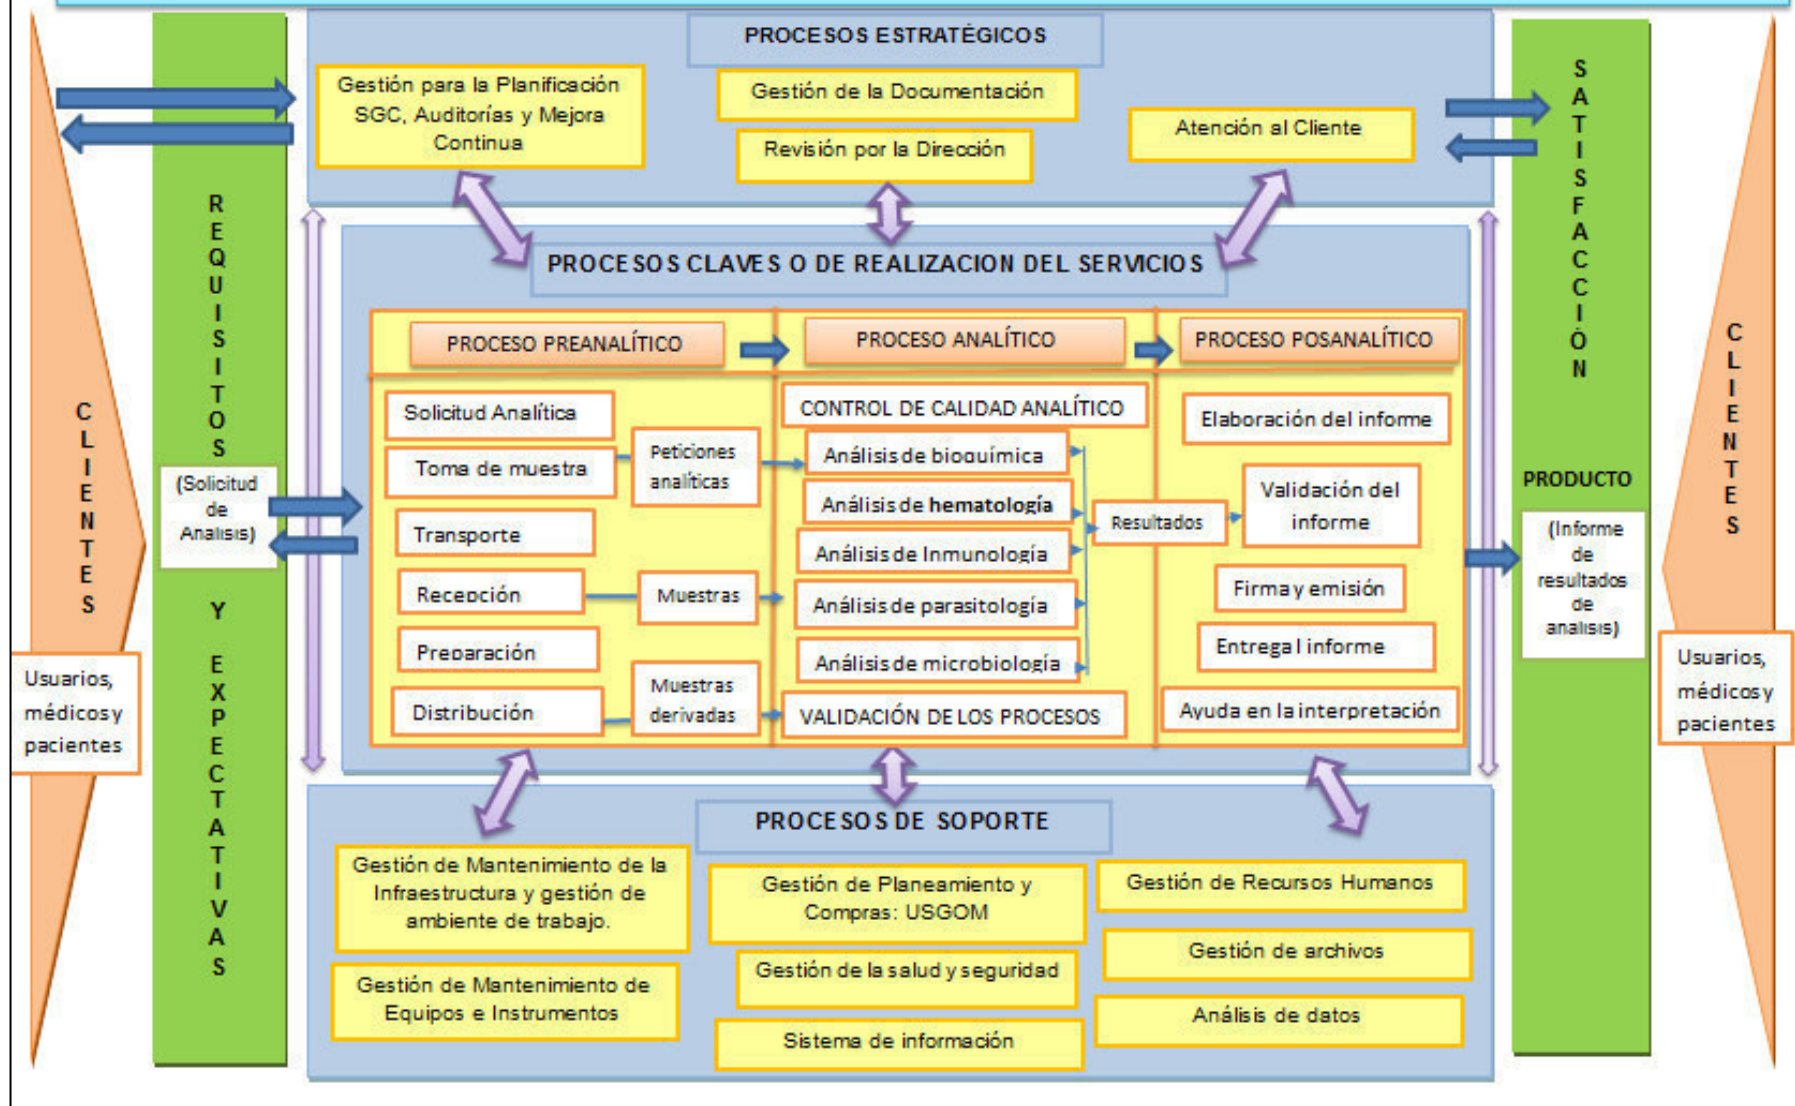 PROCESOS ESTRATÉGICOS
Gestión para la Planificación
SGC, Auditorías y Mejora
Continua
Gestión de la Documentación
Revisión por la Dirección
Atención al Cliente
CLIENTES
Usuarios,
médicos y
pacientes
REQUISITOS
(Solicitud
de
Analisis)
Y
EXPECTATIVAS
PROCESOS CLAVES O DE REALIZACION DEL SERVICIOS
PROCESO PREANALÍTICO
Solicitud Analítica
Toma de muestra
Transporte
Recepción
Preparación
Distribución
Peticiones
analíticas
Muestras
Muestras
derivadas
PROCESO ANALÍTICO
CONTROL DE CALIDAD ANALÍTICO
Análisis de bioquímica
Análisis de hematología
Análisis de Inmunología
Análisis de parasitología
Análisis de microbiología
VALIDACIÓN DE LOS PROCESOS
Resultados
PROCESO POSANALÍTICO
Elaboración del informe
Validación del
informe
Firma y emisión
Entregal informe
Ayuda en la interpretación
PROCESOS DE SOPORTE
Gestión de Mantenimiento de la
Infraestructura y gestión de
ambiente de trabajo.
Gestión de Mantenimiento de
Equipos e Instrumentos
Gestión de Planeamiento y
Compras: USGOM
Gestión de la salud y seguridad
Sistema de información
Gestión de Recursos Humanos
Gestión de archivos
Análisis de datos
SATISFACCIÓN
PRODUCTO
(Informe
de
resultados
de
analisis)
CLIENTES
Usuarios,
médicos y
pacientes